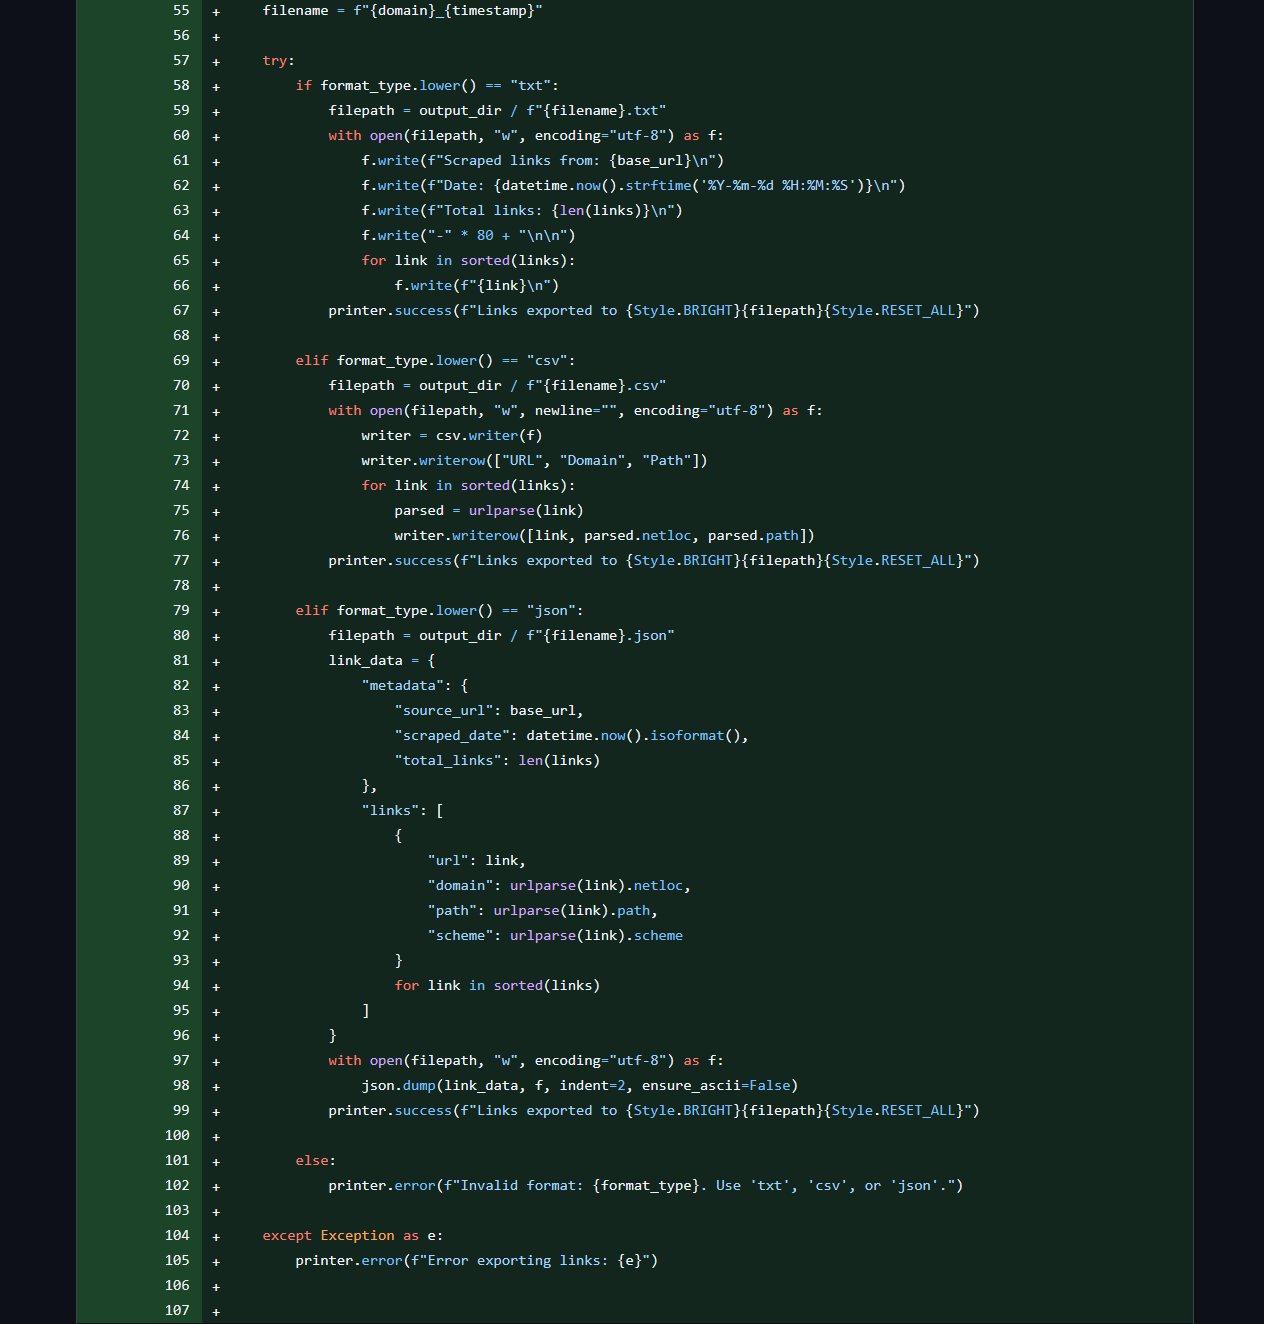 55 + filename = f"{domain}_{timestamp}"
56 +
57 + try:
58 + if format_type.lower() == "txt":
59 + filepath = output_dir / f"{filename}.txt"
60 + with open(filepath, "w", encoding="utf-8") as f:
61 + f.write(f"Scraped links from: {base_url}\n")
62 + f.write(f"Date: {datetime.now().strftime('%Y-%m-%d %H:%M:%S')}\n")
63 + f.write(f"Total links: {len(links)}\n")
64 + f.write("-" * 80 + "\n\n")
65 + for link in sorted(links):
66 + f.write(f"{link}\n")
67 + printer.success(f"Links exported to {Style.BRIGHT}{filepath}{Style.RESET_ALL}")
68 +
69 + elif format_type.lower() == "csv":
70 + filepath = output_dir / f"{filename}.csv"
71 + with open(filepath, "w", newline="", encoding="utf-8") as f:
72 + writer = csv.writer(f)
73 + writer.writerow(["URL", "Domain", "Path"])
74 + for link in sorted(links):
75 + parsed = urlparse(link)
76 + writer.writerow([link, parsed.netloc, parsed.path])
77 + printer.success(f"Links exported to {Style.BRIGHT}{filepath}{Style.RESET_ALL}")
78 +
79 + elif format_type.lower() == "json":
80 + filepath = output_dir / f"{filename}.json"
81 + link_data = {
82 + "metadata": {
83 + "source_url": base_url,
84 + "scraped_date": datetime.now().isoformat(),
85 + "total_links": len(links)
86 + },
87 + "links": [
88 + {
89 + "url": link,
90 + "domain": urlparse(link).netloc,
91 + "path": urlparse(link).path,
92 + "scheme": urlparse(link).scheme
93 + }
94 + for link in sorted(links)
95 + ]
96 + }
97 + with open(filepath, "w", encoding="utf-8") as f:
98 + json.dump(link_data, f, indent=2, ensure_ascii=False)
99 + printer.success(f"Links exported to {Style.BRIGHT}{filepath}{Style.RESET_ALL}")
100 +
101 + else:
102 + printer.error(f"Invalid format: {format_type}. Use 'txt', 'csv', or 'json'.")
103 +
104 + except Exception as e:
105 + printer.error(f"Error exporting links: {e}")
106 +
107 +